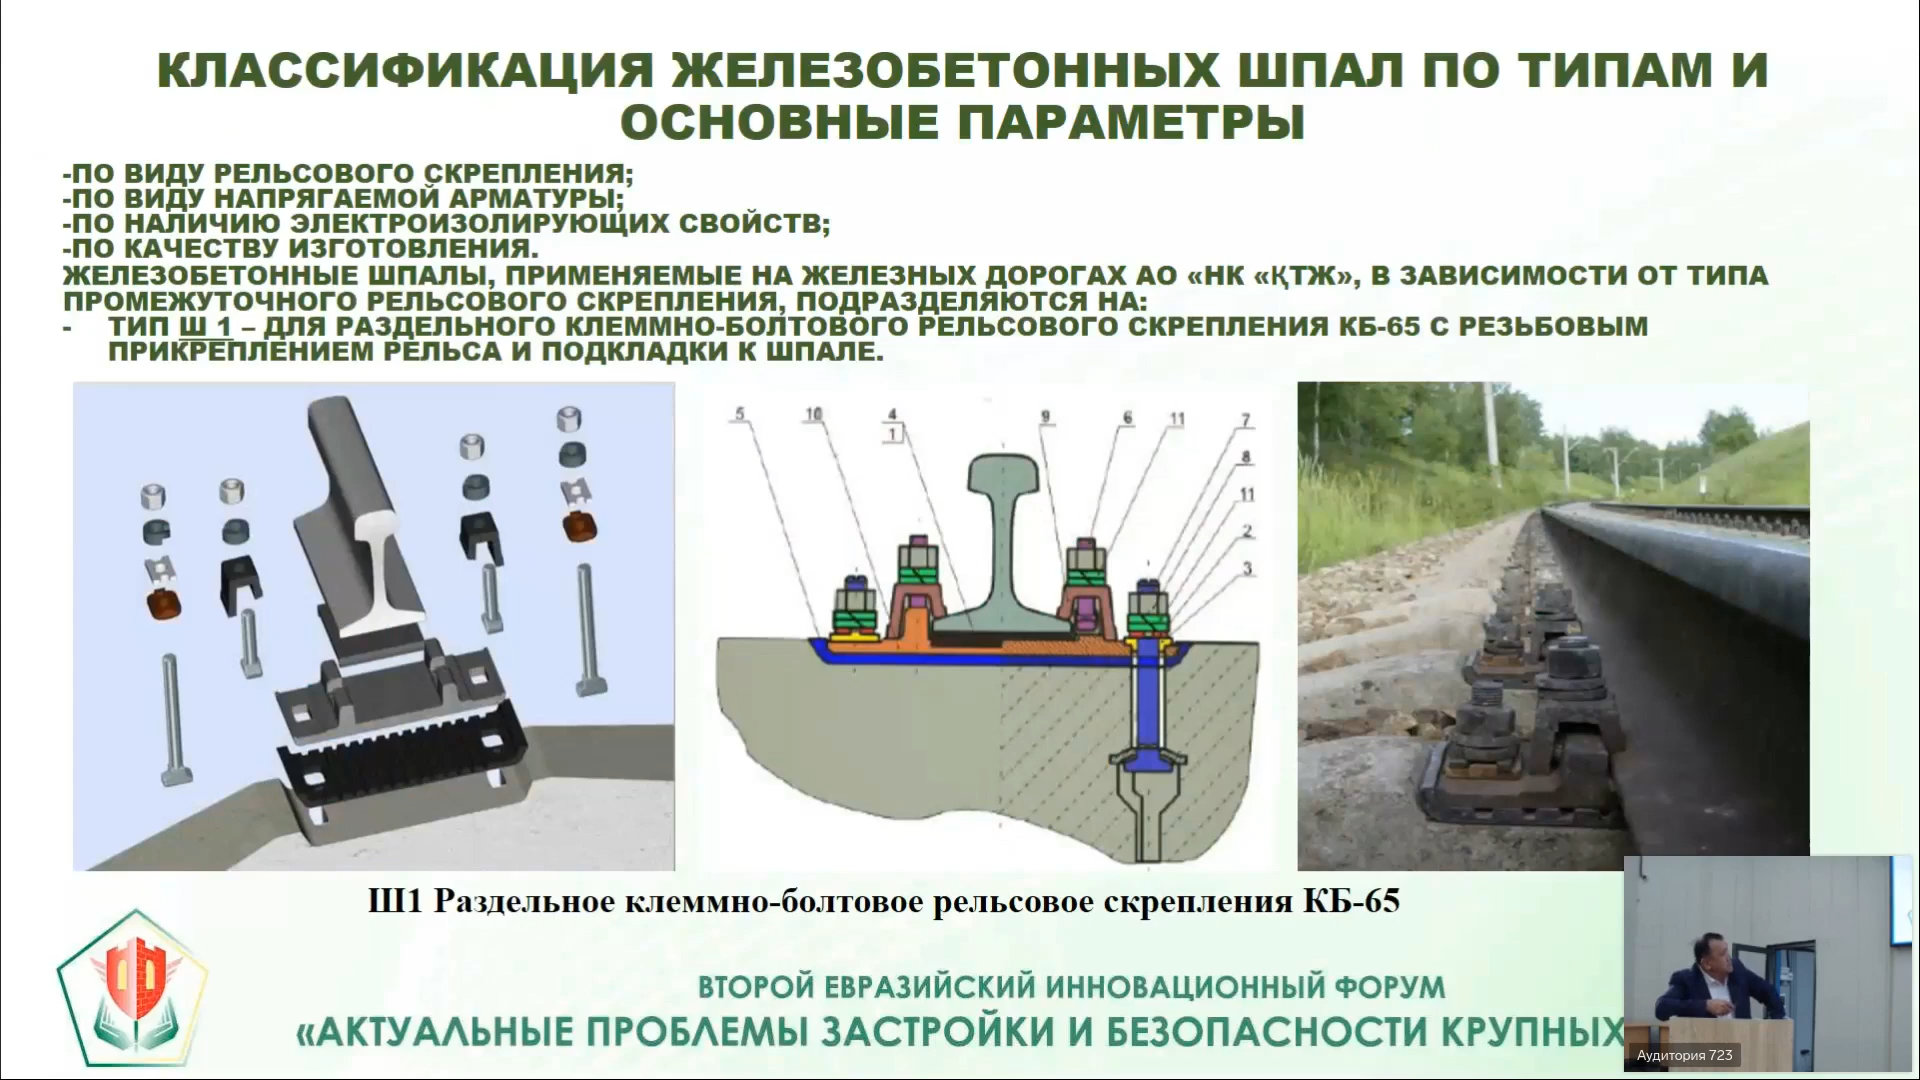 КЛАССИФИКАЦИЯ ЖЕЛЕЗОБЕТОННЫХ ШПАЛ ПО ТИПАМ И
ОСНОВНЫЕ ПАРАМЕТРЫ
-ПО ВИДУ РЕЛЬСОВОГО СКРЕПЛЕНИЯ;
-ПО ВИДУ НАПРЯГАЕМОЙ АРМАТУРЫ;
-ПО НАЛИЧИЮ ЭЛЕКТРОИЗОЛИРУЮЩИХ СВОЙСТВ;
-ПО КАЧЕСТВУ ИЗГОТОВЛЕНИЯ.
ЖЕЛЕЗОБЕТОННЫЕ ШПАЛЫ, ПРИМЕНЯЕМЫЕ НА ЖЕЛЕЗНЫХ ДОРОГАХ АО «НК «ҚТЖ», В ЗАВИСИМОСТИ ОТ ТИПА
ПРОМЕЖУТОЧНОГО РЕЛЬСОВОГО СКРЕПЛЕНИЯ, ПОДРАЗДЕЛЯЮТСЯ НА:
- ТИП Ш 1 – ДЛЯ РАЗДЕЛЬНОГО КЛЕММНО-БОЛТОВОГО РЕЛЬСОВОГО СКРЕПЛЕНИЯ КБ-65 С РЕЗЬБОВЫМ
ПРИКРЕПЛЕНИЕМ РЕЛЬСА И ПОДКЛАДКИ К ШПАЛЕ.
5 10 4 9 6 11 7
1
8
11
2
3
Ш1 Раздельное клеммно-болтовое рельсовое скрепления КБ-65
ВТОРОЙ ЕВРАЗИЙСКИЙ ИННОВАЦИОННЫЙ ФОРУМ
«АКТУАЛЬНЫЕ ПРОБЛЕМЫ ЗАСТРОЙКИ И БЕЗОПАСНОСТИ КРУПНЫХ
Аудитория 723